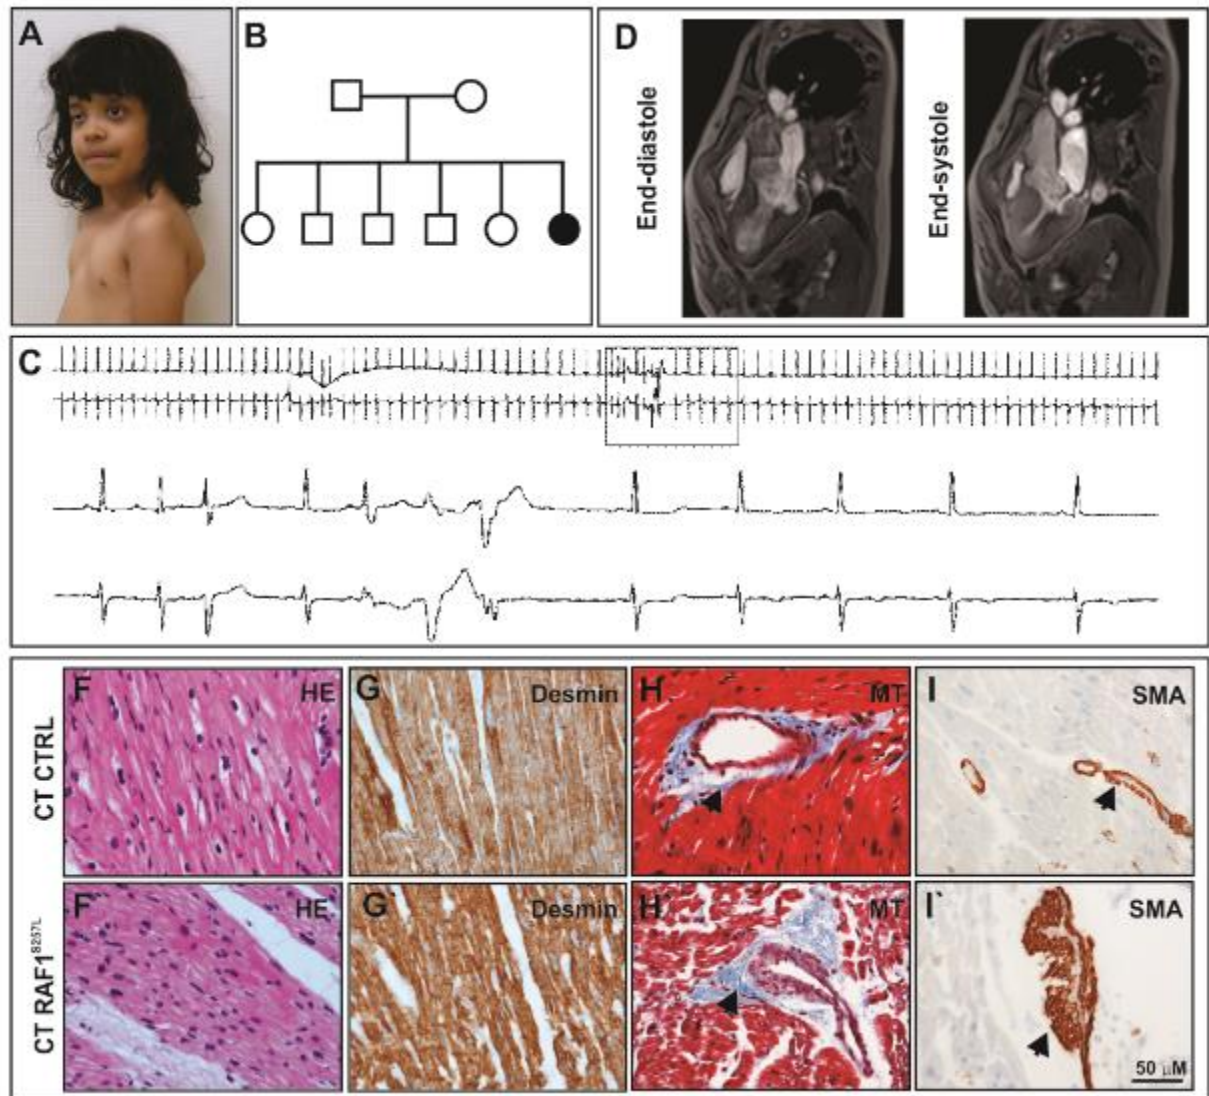 A
B
D
End-diastole
End-systole
C
CT CTRL
F HE
G Desmin
H MT
I SMA
CT RAF1S257L
F` HE
G` Desmin
H` MT
I` SMA
50 µM